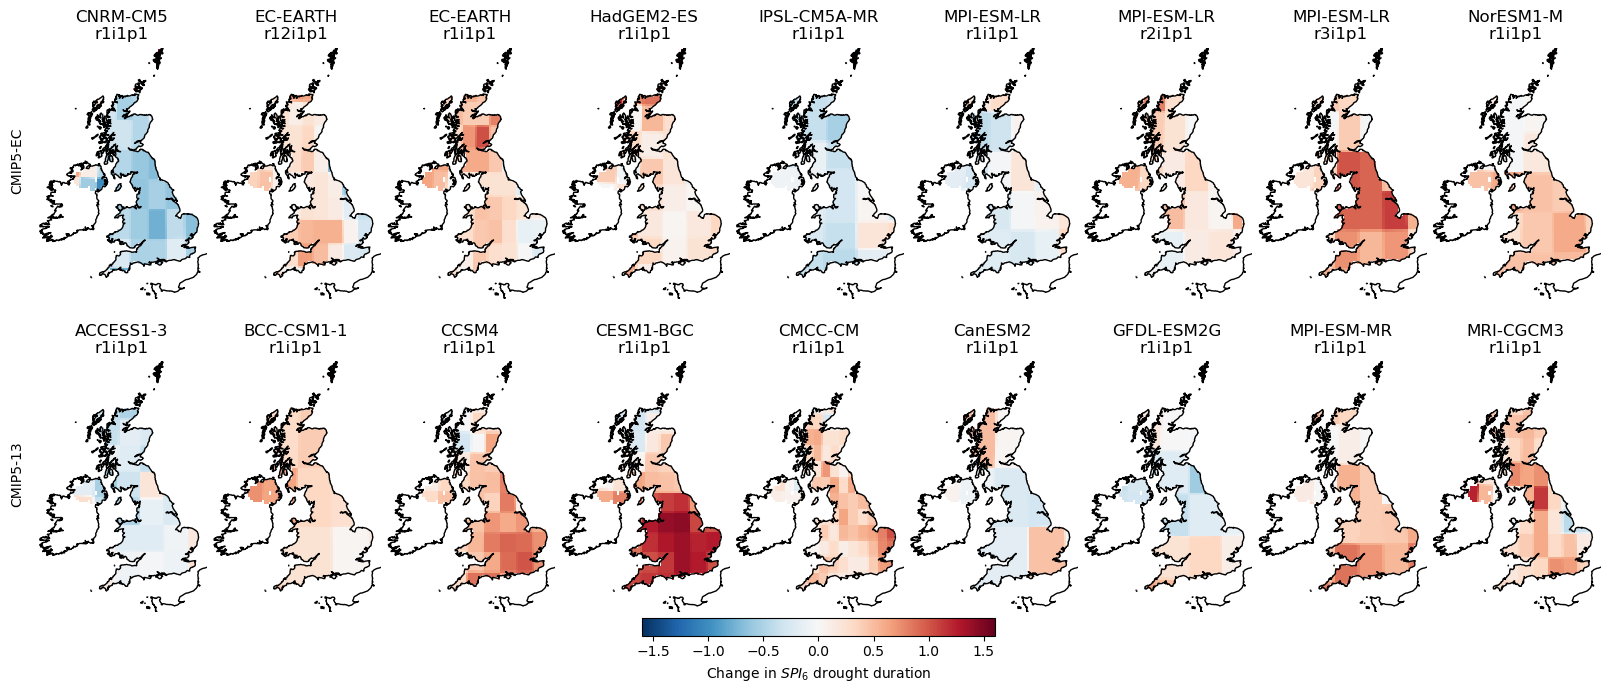 CNRM-CM5 EC-EARTH EC-EARTH HadGEM2-ES IPSL-CM5A-MR MPI-ESM-LR MPI-ESM-LR MPI-ESM-LR NorESM1-M
r1i1p1 r12i1p1 r1i1p1 r1i1p1 r1i1p1 r1i1p1 r2i1p1 r3i1p1 r1i1p1
CMIP5-EC
ACCESS1-3 BCC-CSM1-1 CCSM4 CESM1-BGC CMCC-CM CanESM2 GFDL-ESM2G MPI-ESM-MR MRI-CGCM3
r1i1p1 r1i1p1 r1i1p1 r1i1p1 r1i1p1 r1i1p1 r1i1p1 r1i1p1 r1i1p1
CMIP5-13
−1.5 −1.0 −0.5 0.0 0.5 1.0 1.5
Change in SPI₆ drought duration